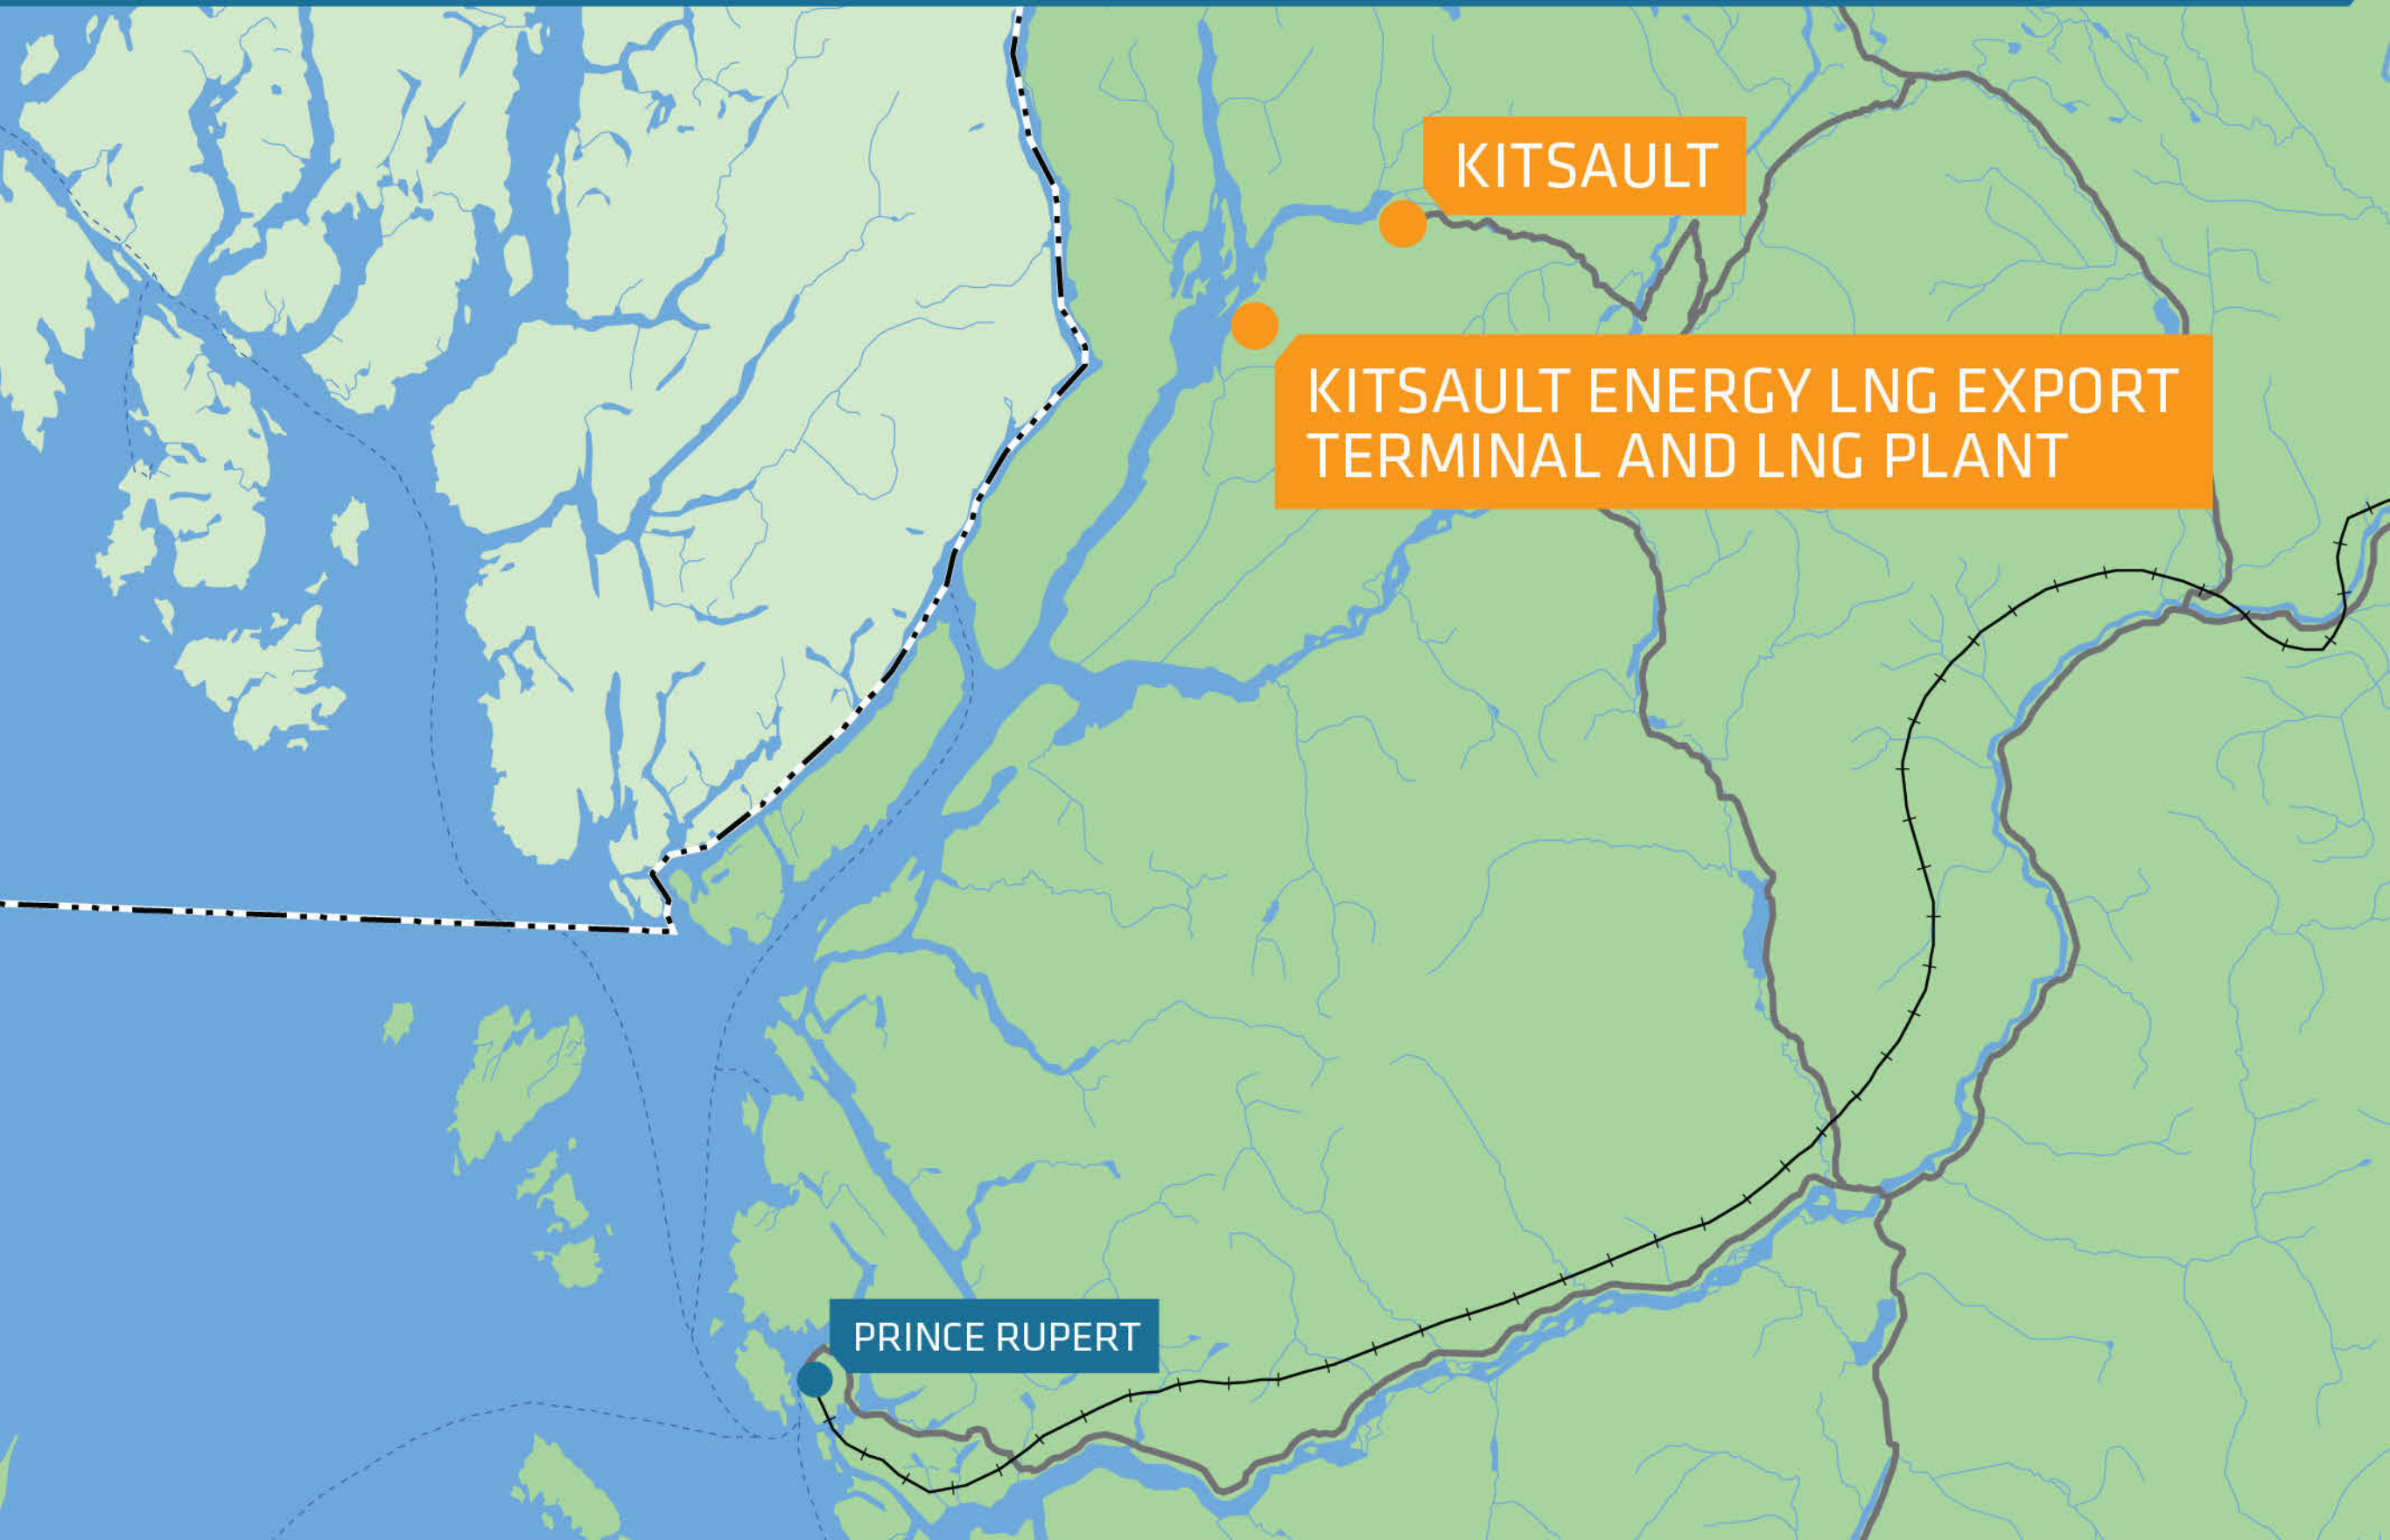 KITSAULT
KITSAULT ENERGY LNG EXPORT
TERMINAL AND LNG PLANT
PRINCE RUPERT